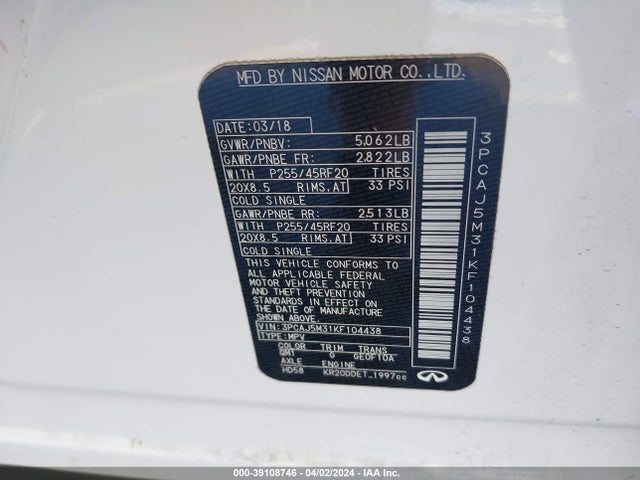 MFD BY NISSAN MOTOR CO.,LTD.
DATE:03/18
GVWR/PNBV: 5,062LB
GAWR/PNBE FR: 2,822LB
WITH P255/45RF20 TIRES
20X8.5 RIMS,AT 33 PSI
COLD SINGLE
GAWR/PNBE RR: 2,513LB
WITH P255/45RF20 TIRES
20X8.5 RIMS,AT 33 PSI
COLD SINGLE
THIS VEHICLE CONFORMS TO
ALL APPLICABLE FEDERAL
MOTOR VEHICLE SAFETY
AND THEFT PREVENTION
STANDARDS IN EFFECT ON
THE DATE OF MANUFACTURE
SHOWN ABOVE.
VIN:3PCAJ5M31KF104438
TYPE:MPV
COLOR TRIM TRANS
QM1 G GE0F10A
AXLE ENGINE
HD58 KR20DDET 1997cc
3PCAJ5M31KF104438
INFINITI
000-39108746 - 04/02/2024 - IAA Inc.